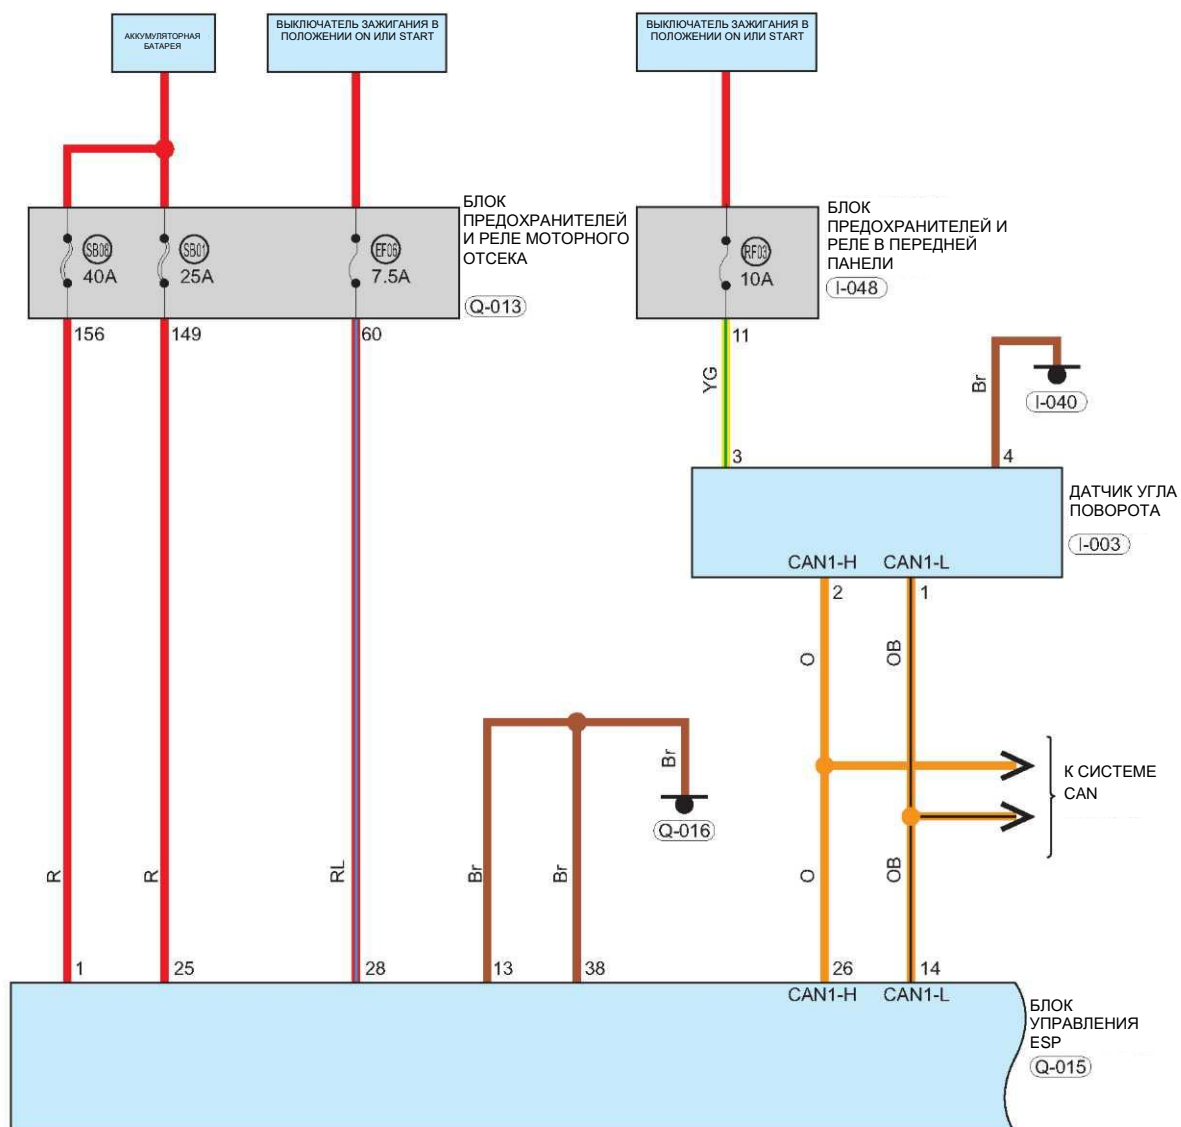 АККУМУЛЯТОРНАЯ
БАТАРЕЯ
ВЫКЛЮЧАТЕЛЬ ЗАЖИГАНИЯ В
ПОЛОЖЕНИИ ON ИЛИ START
ВЫКЛЮЧАТЕЛЬ ЗАЖИГАНИЯ В
ПОЛОЖЕНИИ ON ИЛИ START
SB08
40A
SB01
25A
EF06
7.5A
БЛОК
ПРЕДОХРАНИТЕЛЕЙ
И РЕЛЕ МОТОРНОГО
ОТСЕКА
Q-013
RF03
10A
БЛОК
ПРЕДОХРАНИТЕЛЕЙ И
РЕЛЕ В ПЕРЕДНЕЙ
ПАНЕЛИ
I-048
156
149
60
11
YG
Br
I-040
3
4
ДАТЧИК УГЛА
ПОВОРОТА
I-003
CAN1-H
CAN1-L
2
1
O
OB
Br
Q-016
К СИСТЕМЕ
CAN
R
R
RL
Br
Br
O
OB
1
25
28
13
38
26
14
CAN1-H
CAN1-L
БЛОК
УПРАВЛЕНИЯ
ESP
Q-015